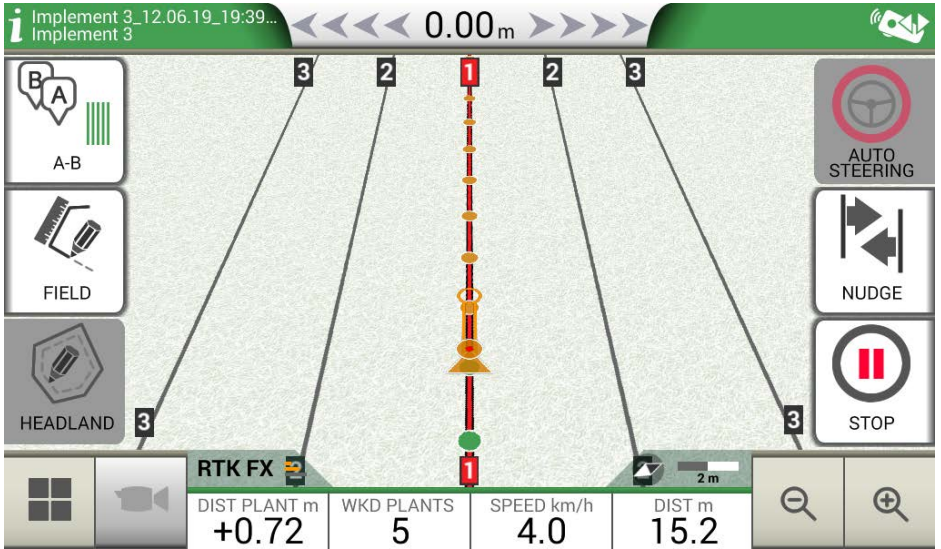 Implement 3_12.06.19_19:39...
Implement 3
0.00 m
3
2
1
2
3
B
A
A-B
AUTO
STEERING
FIELD
NUDGE
HEADLAND
STOP
3
3
RTK FX
1
2 m
DIST PLANT m
+0.72
WKD PLANTS
5
SPEED km/h
4.0
DIST m
15.2